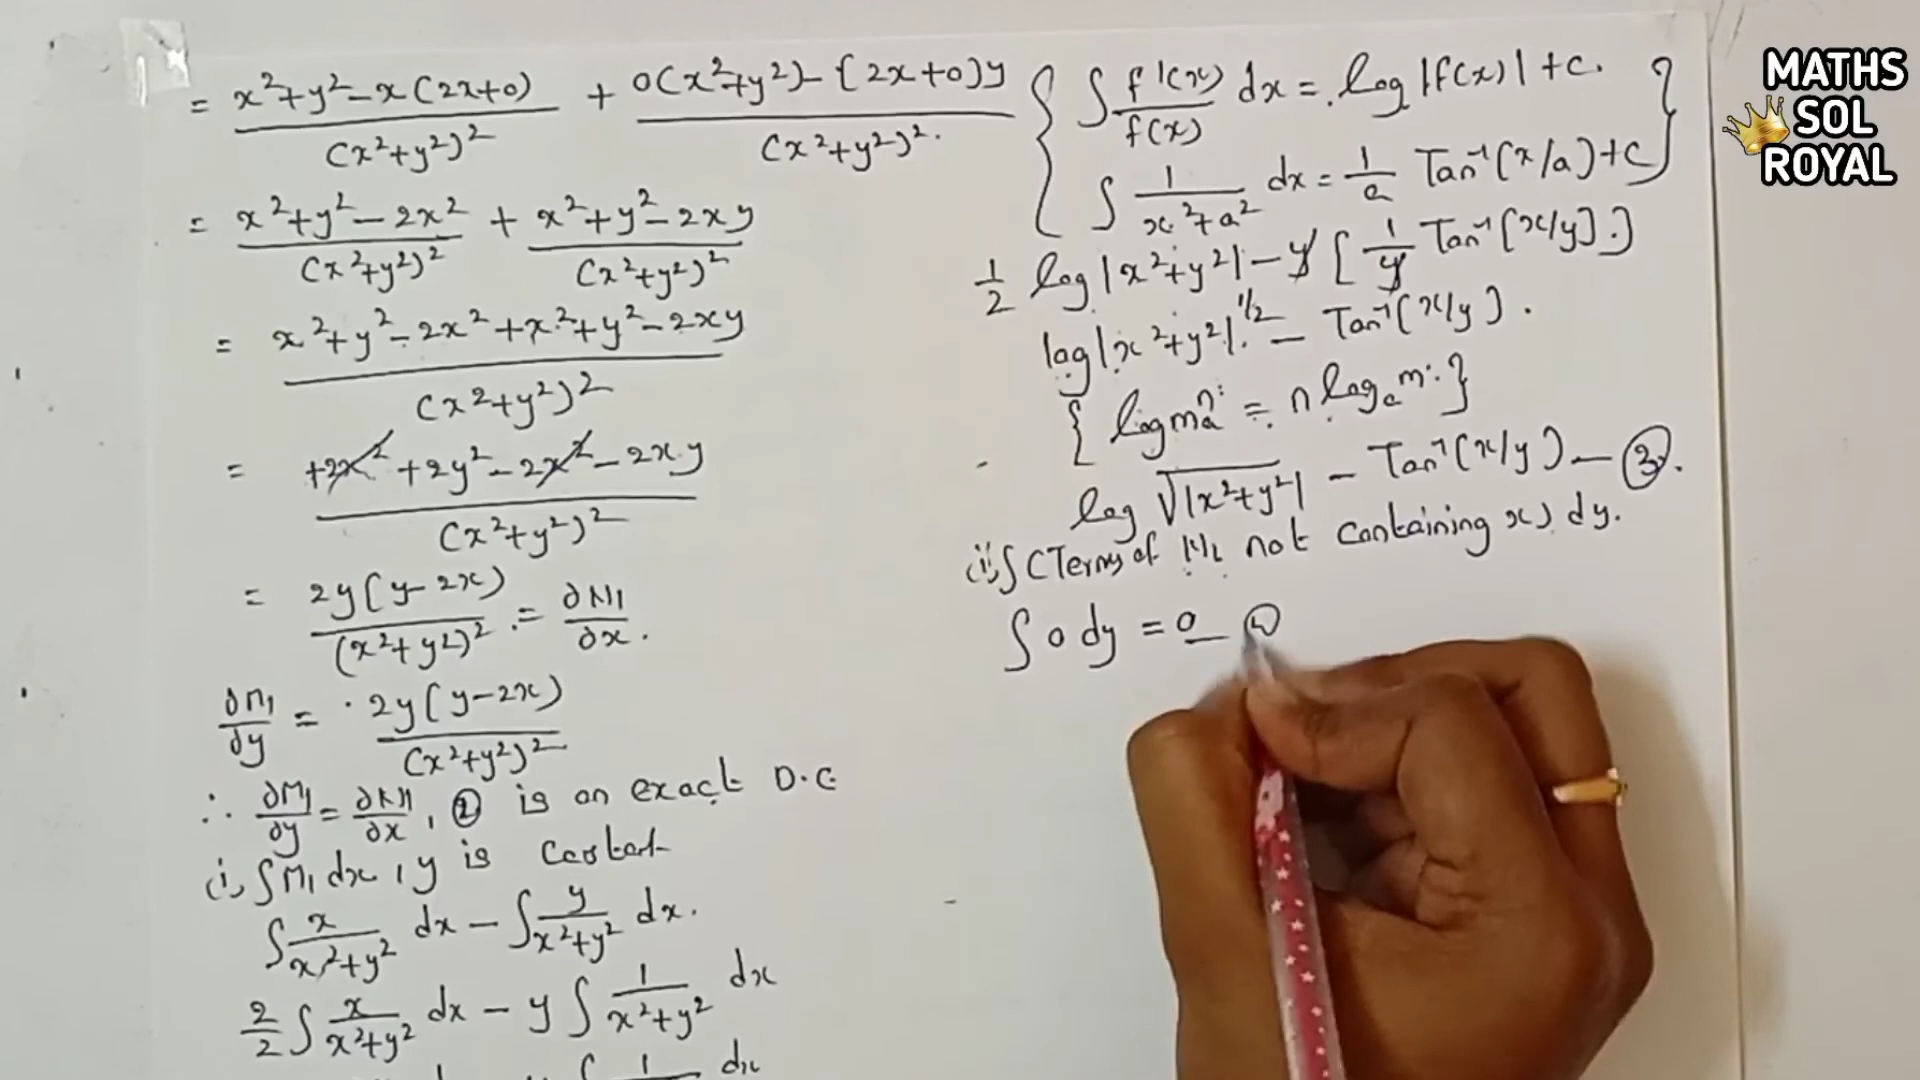 = x²+y²-x(2x+0) / (x²+y²)² + 0(x²+y²)-(2x+0)y / (x²+y²)².
= x²+y²-2x² / (x²+y²)² + x²+y²-2xy / (x²+y²)²
= x²+y²-2x²+x²+y²-2xy / (x²+y²)²
= +2x²+2y²-2x²-2xy / (x²+y²)²
= 2y(y-2x) / (x²+y²)² = ∂N₁/∂x.
∂M₁/∂y = 2y(y-2x) / (x²+y²)²
∴ ∂M₁/∂y = ∂N₁/∂x, ② is an exact D.E
(i) ∫M₁dx, y is
∫ x/(x²+y²) dx - ∫ y/(x²+y²) dx.
2/2 ∫ x/(x²+y²) dx - y ∫ 1/(x²+y²) dx
{ ∫ f'(x)/f(x) dx = log|f(x)|+c.
∫ 1/(x²+a²) dx = 1/a Tan⁻¹(x/a)+c }
1/2 log|x²+y²| - y [1/y Tan⁻¹[x/y].]
log|x²+y²|^1/2 - Tan⁻¹(x/y).
{ log mₐⁿ = n logₐm. }
log √|x²+y²| - Tan⁻¹(x/y) - ③.
(ii) ∫(Terms of N₁ not containing x) dy.
∫ 0 dy = 0 - ④
MATHS
SOL
ROYAL